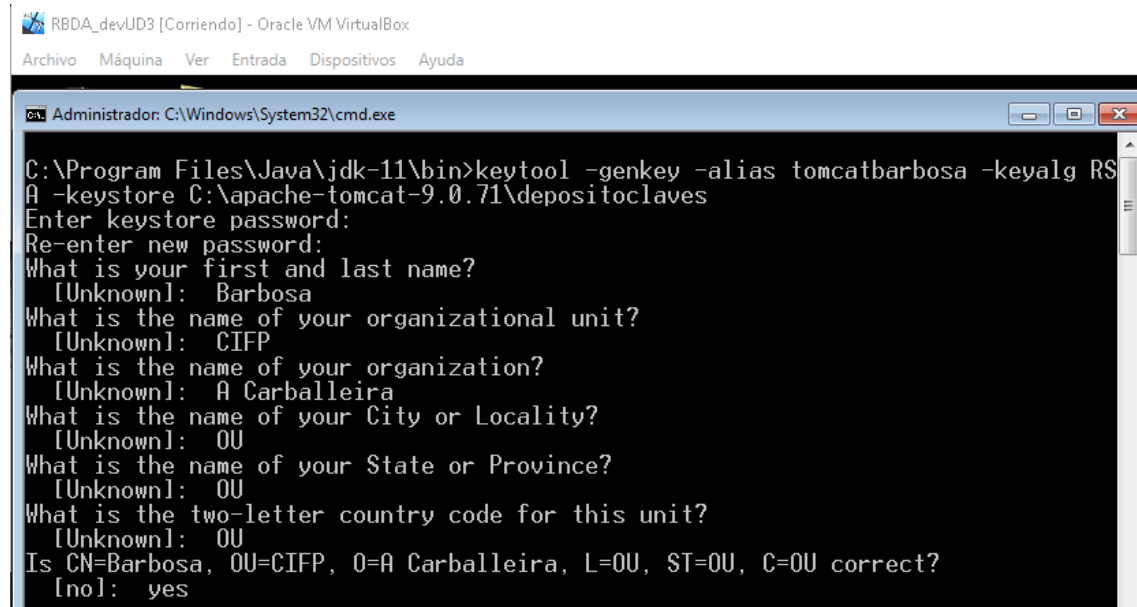 RBDA_devUD3 [Corriendo] - Oracle VM VirtualBox
Archivo Máquina Ver Entrada Dispositivos Ayuda
Administrador: C:\Windows\System32\cmd.exe
C:\Program Files\Java\jdk-11\bin>keytool -genkey -alias tomcatbarbosa -keyalg RS
A -keystore C:\apache-tomcat-9.0.71\depositoclaves
Enter keystore password:
Re-enter new password:
What is your first and last name?
  [Unknown]:  Barbosa
What is the name of your organizational unit?
  [Unknown]:  CIFP
What is the name of your organization?
  [Unknown]:  A Carballeira
What is the name of your City or Locality?
  [Unknown]:  OU
What is the name of your State or Province?
  [Unknown]:  OU
What is the two-letter country code for this unit?
  [Unknown]:  OU
Is CN=Barbosa, OU=CIFP, O=A Carballeira, L=OU, ST=OU, C=OU correct?
  [no]:  yes